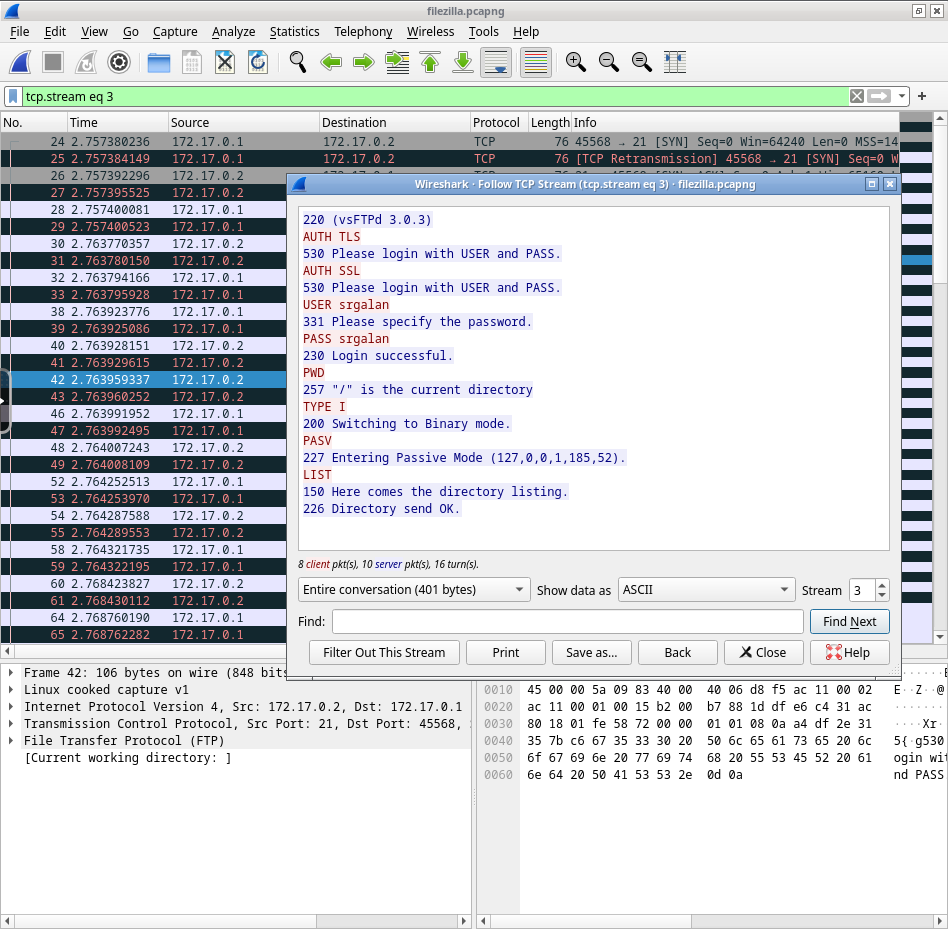 filezilla.pcapng
File Edit View Go Capture Analyze Statistics Telephony Wireless Tools Help
tcp.stream eq 3
No. Time Source Destination Protocol Length Info
24 2.757380236 172.17.0.1 172.17.0.2 TCP 76 45568 → 21 [SYN] Seq=0 Win=64240 Len=0 MSS=14
25 2.757384149 172.17.0.1 172.17.0.2 TCP 76 [TCP Retransmission] 45568 → 21 [SYN] Seq=0 W
26 2.757392296 172.17.0.2
27 2.757395525 172.17.0.2
28 2.757400081 172.17.0.1
29 2.757400523 172.17.0.1
30 2.763770357 172.17.0.2
31 2.763780150 172.17.0.2
32 2.763794166 172.17.0.1
33 2.763795928 172.17.0.1
38 2.763923776 172.17.0.1
39 2.763925086 172.17.0.1
40 2.763928151 172.17.0.2
41 2.763929615 172.17.0.2
42 2.763959337 172.17.0.2
43 2.763960252 172.17.0.2
46 2.763991952 172.17.0.1
47 2.763992495 172.17.0.1
48 2.764007243 172.17.0.2
49 2.764008109 172.17.0.2
52 2.764252513 172.17.0.1
53 2.764253970 172.17.0.1
54 2.764287588 172.17.0.2
55 2.764289553 172.17.0.2
58 2.764321735 172.17.0.1
59 2.764322195 172.17.0.1
60 2.768423827 172.17.0.2
61 2.768430112 172.17.0.2
64 2.768760190 172.17.0.1
65 2.768762282 172.17.0.1
Wireshark · Follow TCP Stream (tcp.stream eq 3) · filezilla.pcapng
220 (vsFTPd 3.0.3)
AUTH TLS
530 Please login with USER and PASS.
AUTH SSL
530 Please login with USER and PASS.
USER srgalan
331 Please specify the password.
PASS srgalan
230 Login successful.
PWD
257 "/" is the current directory
TYPE I
200 Switching to Binary mode.
PASV
227 Entering Passive Mode (127,0,0,1,185,52).
LIST
150 Here comes the directory listing.
226 Directory send OK.
8 client pkt(s), 10 server pkt(s), 16 turn(s).
Entire conversation (401 bytes) Show data as ASCII Stream 3
Find: Find Next
Filter Out This Stream Print Save as... Back Close Help
Frame 42: 106 bytes on wire (848 bits
Linux cooked capture v1
Internet Protocol Version 4, Src: 172.17.0.2, Dst: 172.17.0.1
Transmission Control Protocol, Src Port: 21, Dst Port: 45568,
File Transfer Protocol (FTP)
[Current working directory: ]
0010 45 00 00 5a 09 83 40 00 40 06 d8 f5 ac 11 00 02 E··Z··@·
0020 ac 11 00 01 00 15 b2 00 b7 88 1d df e6 c4 31 ac ········
0030 80 18 01 fe 58 72 00 00 01 01 08 0a a4 df 2e 31 ····Xr··
0040 35 7b c6 67 35 33 30 20 50 6c 65 61 73 65 20 6c 5{·g530
0050 6f 67 69 6e 20 77 69 74 68 20 55 53 45 52 20 61 ogin wit
0060 6e 64 20 50 41 53 53 2e 0d 0a nd PASS